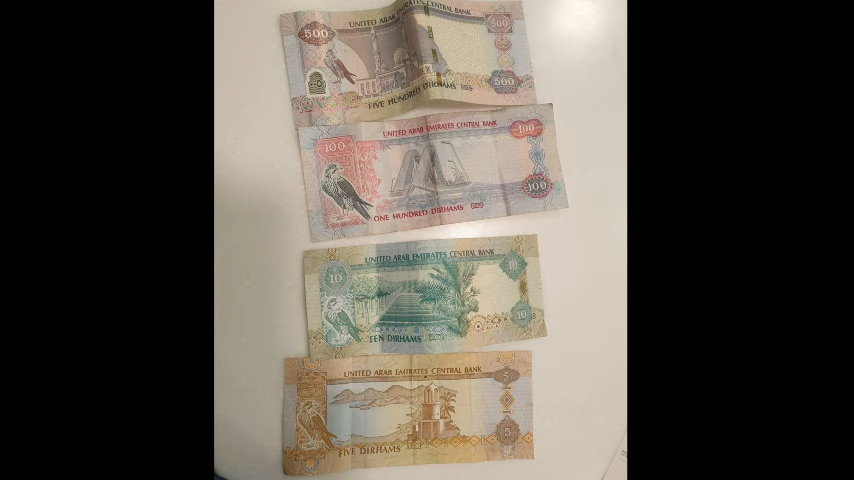 UNITED ARAB EMIRATES CENTRAL BANK
500
500
500
FIVE HUNDRED DIRHAMS
UNITED ARAB EMIRATES CENTRAL BANK
100
100
100
ONE HUNDRED DIRHAMS
UNITED ARAB EMIRATES CENTRAL BANK
10
10
10
TEN DIRHAMS
UNITED ARAB EMIRATES CENTRAL BANK
5
5
5
FIVE DIRHAMS